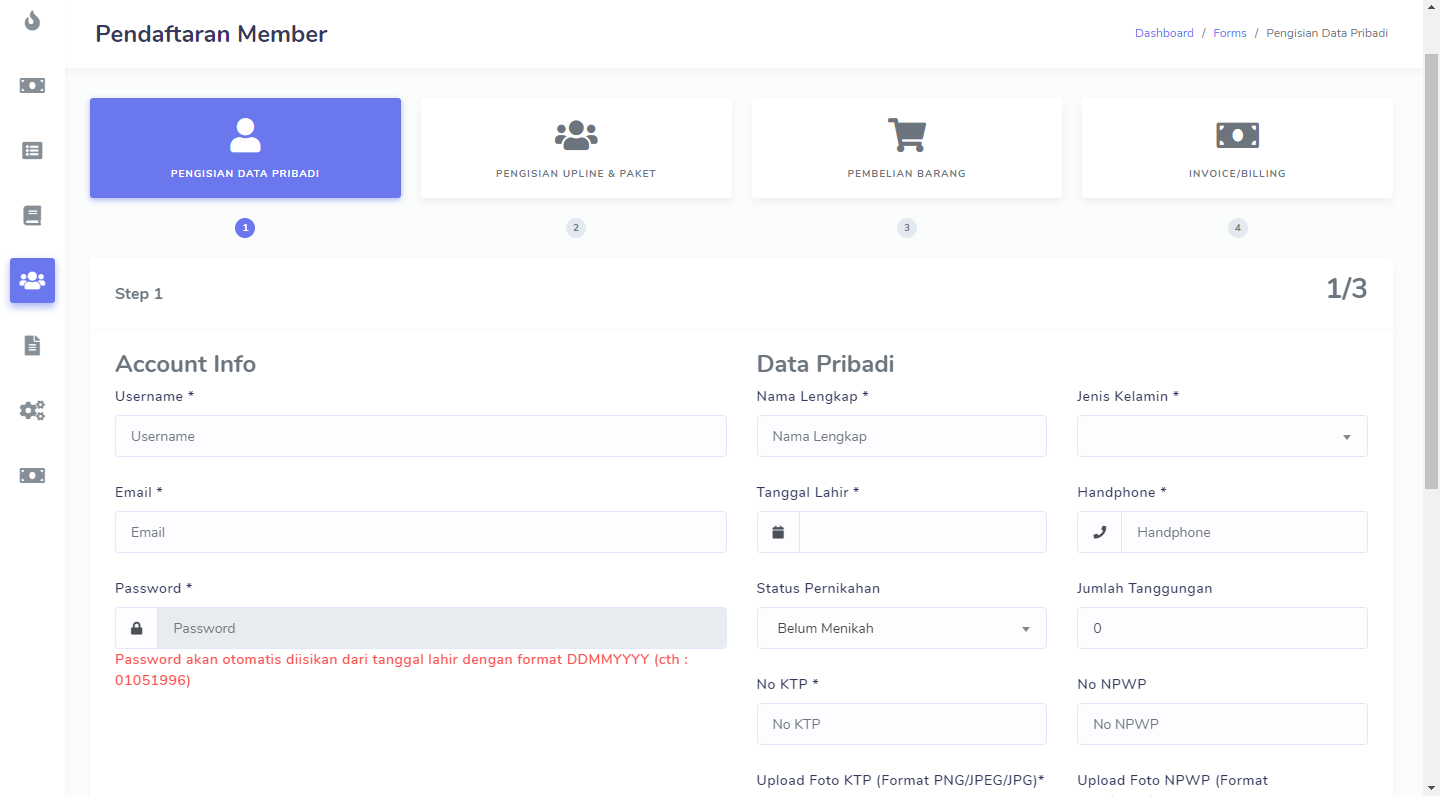 Pendaftaran Member
Dashboard / Forms / Pengisian Data Pribadi
PENGISIAN DATA PRIBADI
PENGISIAN UPLINE & PAKET
PEMBELIAN BARANG
INVOICE/BILLING
1
2
3
4
Step 1
1/3
Account Info
Username *
Username
Email *
Email
Password *
Password
Password akan otomatis diisikan dari tanggal lahir dengan format DDMMYYYY (cth :
01051996)
Data Pribadi
Nama Lengkap *
Nama Lengkap
Jenis Kelamin *
Tanggal Lahir *
Handphone *
Handphone
Status Pernikahan
Belum Menikah
Jumlah Tanggungan
0
No KTP *
No KTP
No NPWP
No NPWP
Upload Foto KTP (Format PNG/JPEG/JPG)*
Upload Foto NPWP (Format